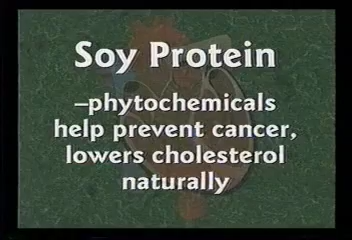 Soy Protein
–phytochemicals
help prevent cancer,
lowers cholesterol
naturally